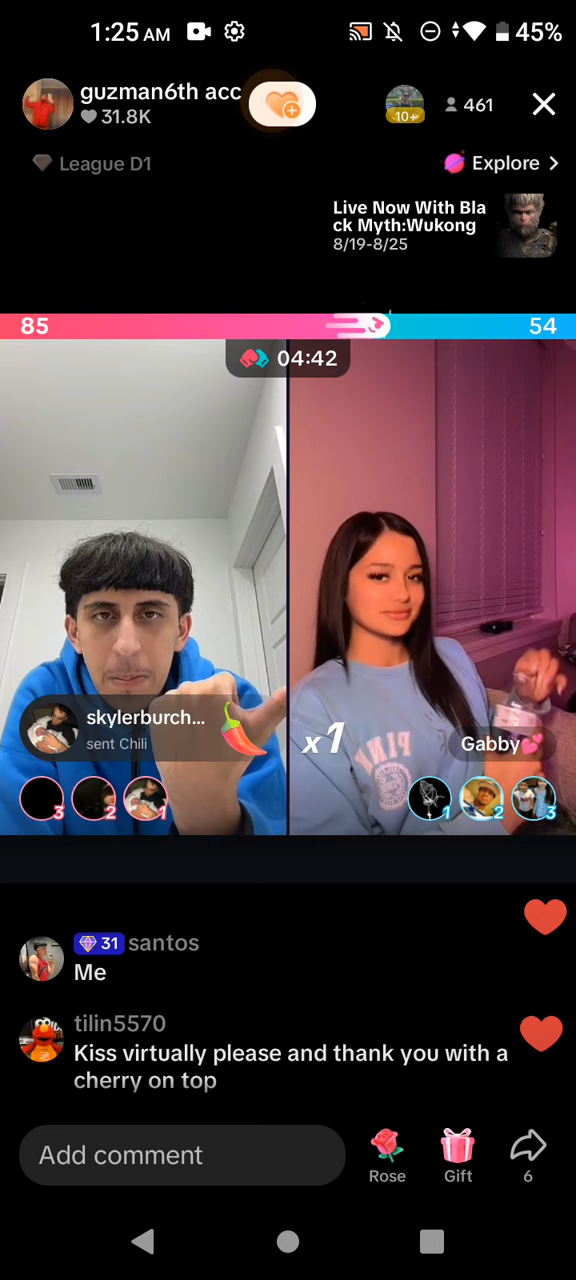 1:25 AM
45%
guzman6th acc
31.8K
10+
461
League D1
Explore >
Live Now With Bla
ck Myth:Wukong
8/19-8/25
85
54
04:42
skylerburch...
sent Chili
x1
PINK
Gabby💕
3
2
1
1
2
3
31 santos
Me
tilin5570
Kiss virtually please and thank you with a
cherry on top
Add comment
Rose
Gift
6